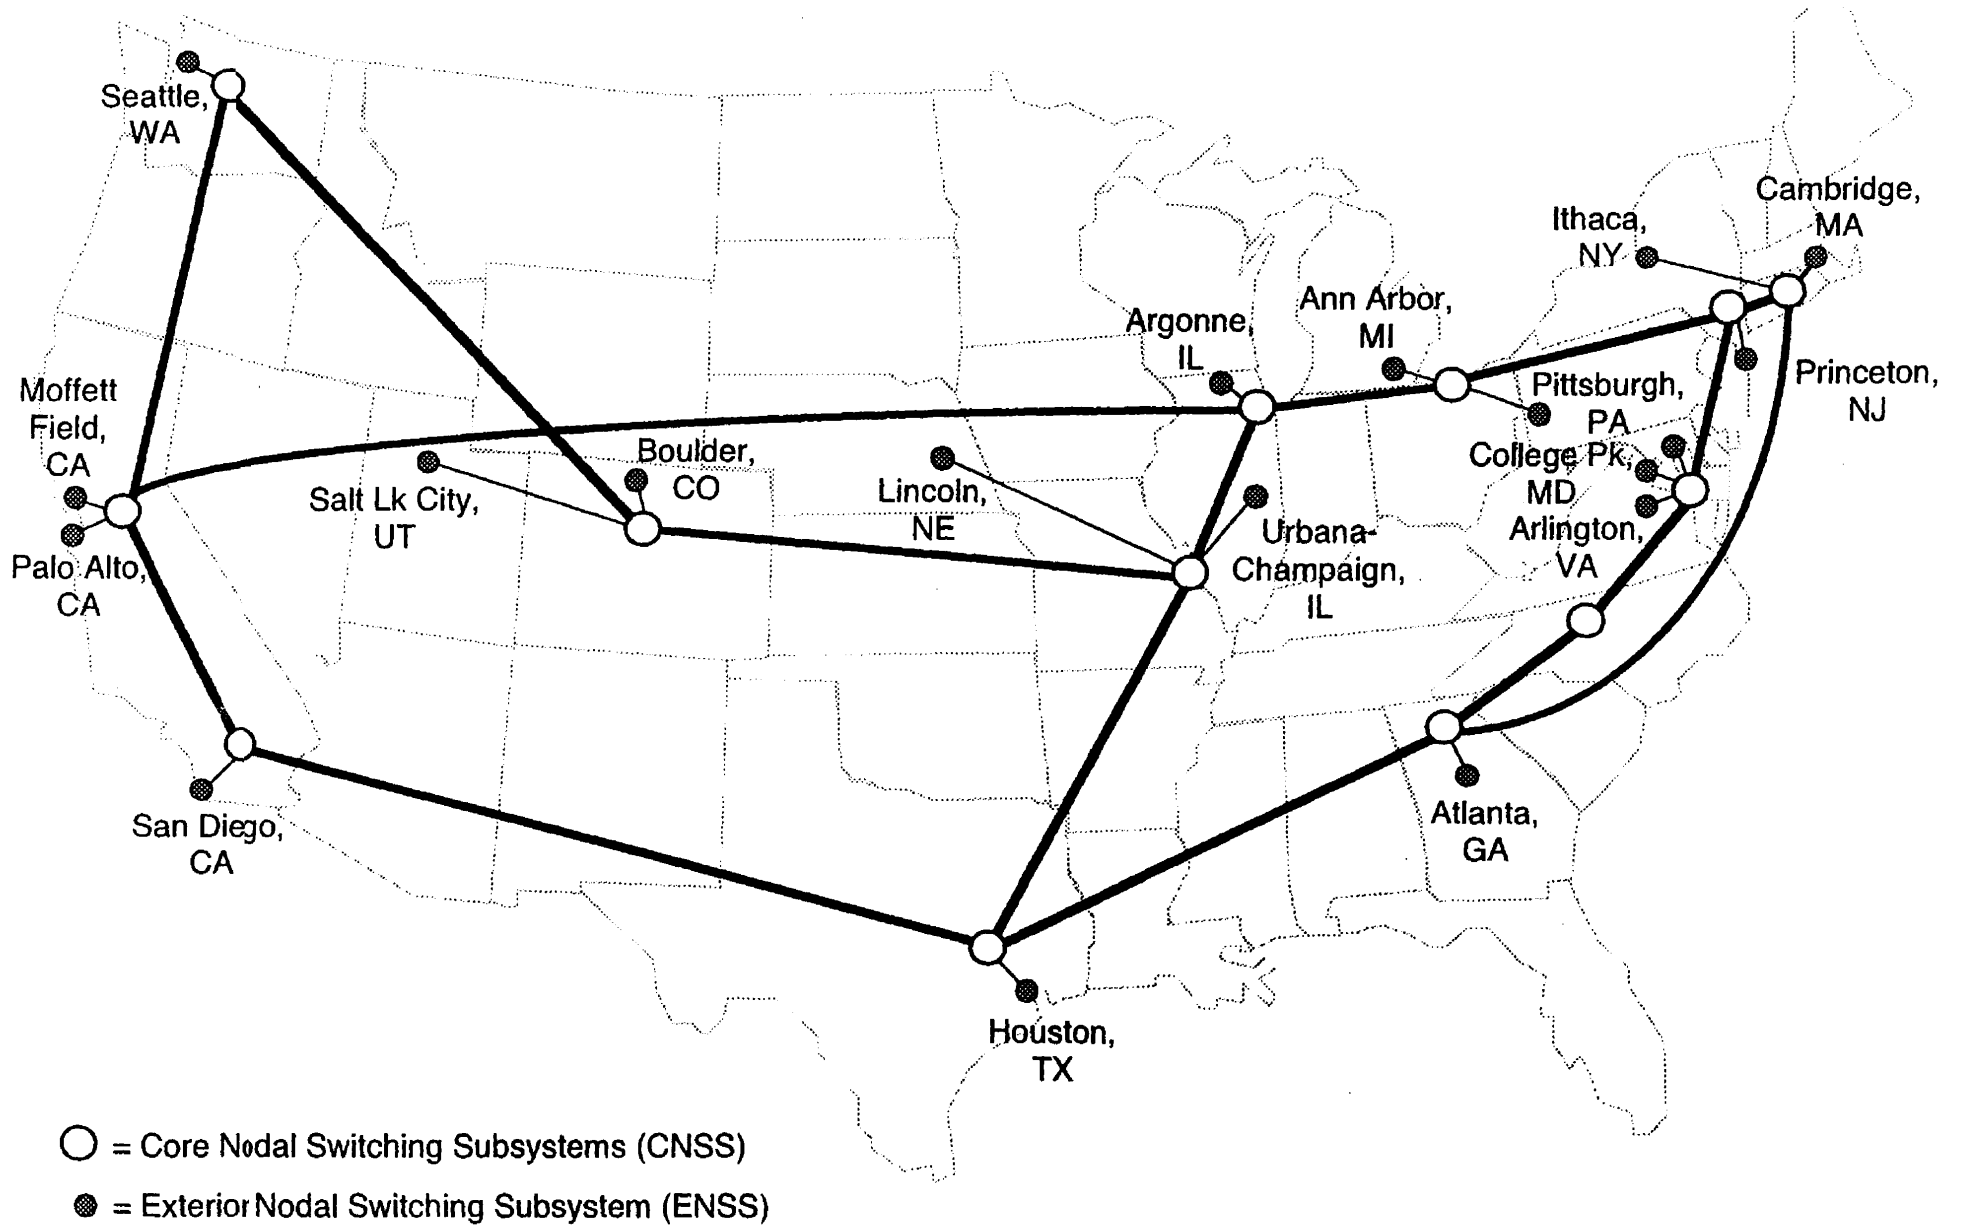 Seattle,
WA
Cambridge,
MA
Ithaca,
NY
Ann Arbor,
MI
Argonne,
IL
Moffett
Field,
CA
Princeton,
NJ
Pittsburgh,
PA
College Pk,
MD
Arlington,
VA
Boulder,
CO
Salt Lk City,
UT
Lincoln,
NE
Urbana-
Champaign,
IL
Palo Alto,
CA
San Diego,
CA
Atlanta,
GA
Houston,
TX
= Core Nodal Switching Subsystems (CNSS)
= Exterior Nodal Switching Subsystem (ENSS)